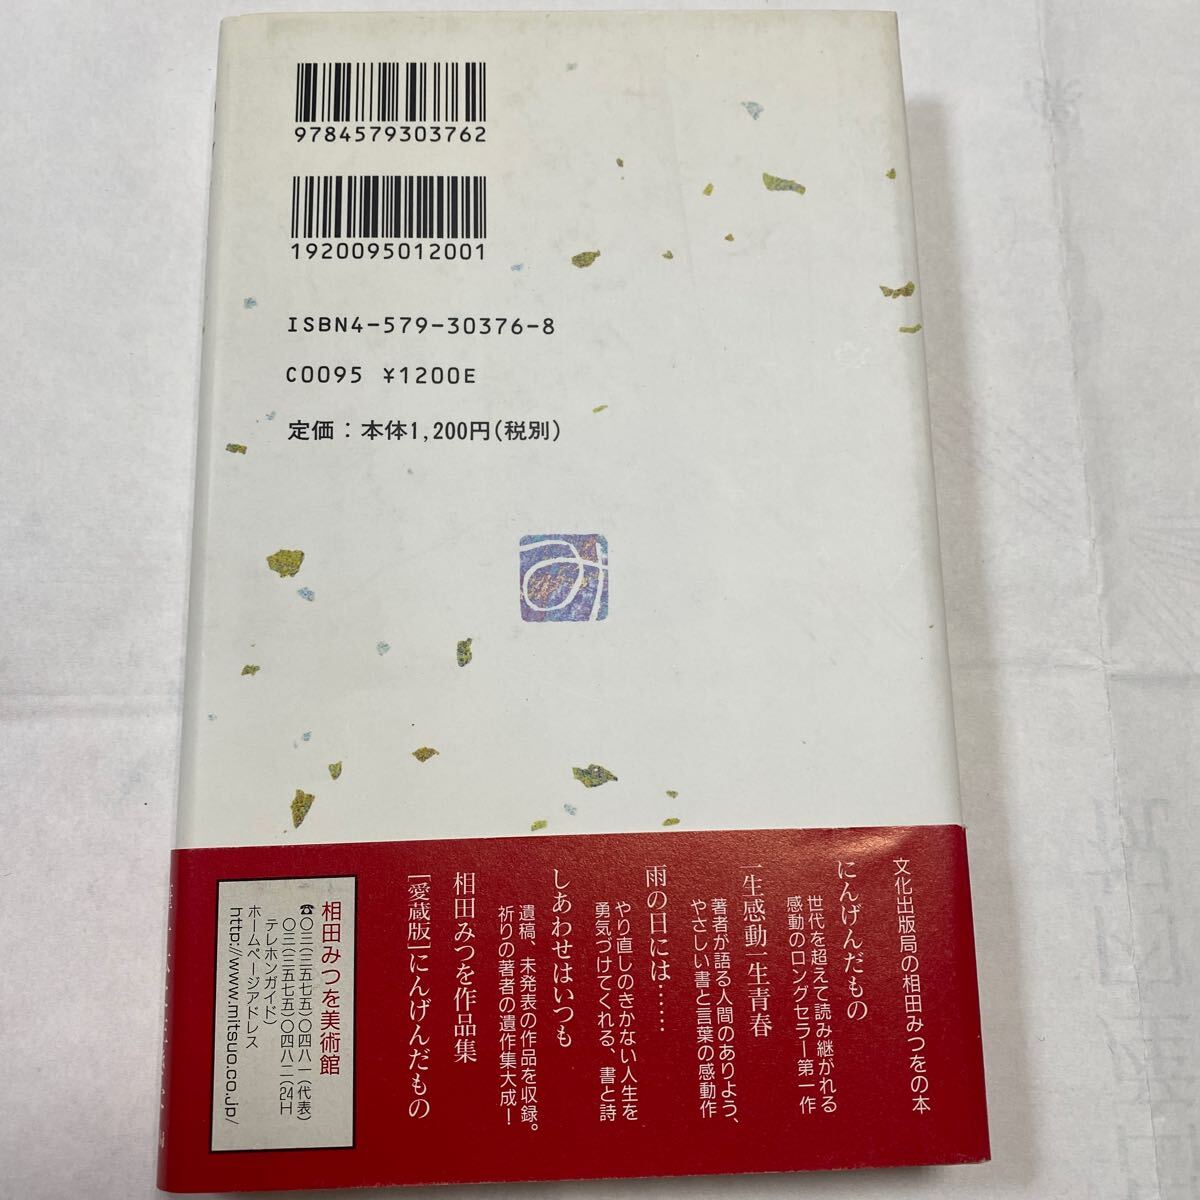 9784579303762
1920095012001
ISBN4-579-30376-8
C0095 ¥1200E
定価：本体1,200円(税別)
文化出版局の相田みつをの本
にんげんだもの
世代を超えて読み継がれる
感動のロングセラー第一作
一生感動一生青春
著者が語る人間のありよう、
やさしい書と言葉の感動作
雨の日には……
やり直しのきかない人生を
勇気づけてくれる、書と詩
しあわせはいつも
遺稿、未発表の作品を収録。
祈りの著者の遺作集大成！
相田みつを作品集
[愛蔵版]にんげんだもの
相田みつを美術館
☎〇三(三五七五)〇四八一(代表)
〇三(三五七五)〇四八二(24H
テレホンガイド)
ホームページアドレス
http://www.mitsuo.co.jp/